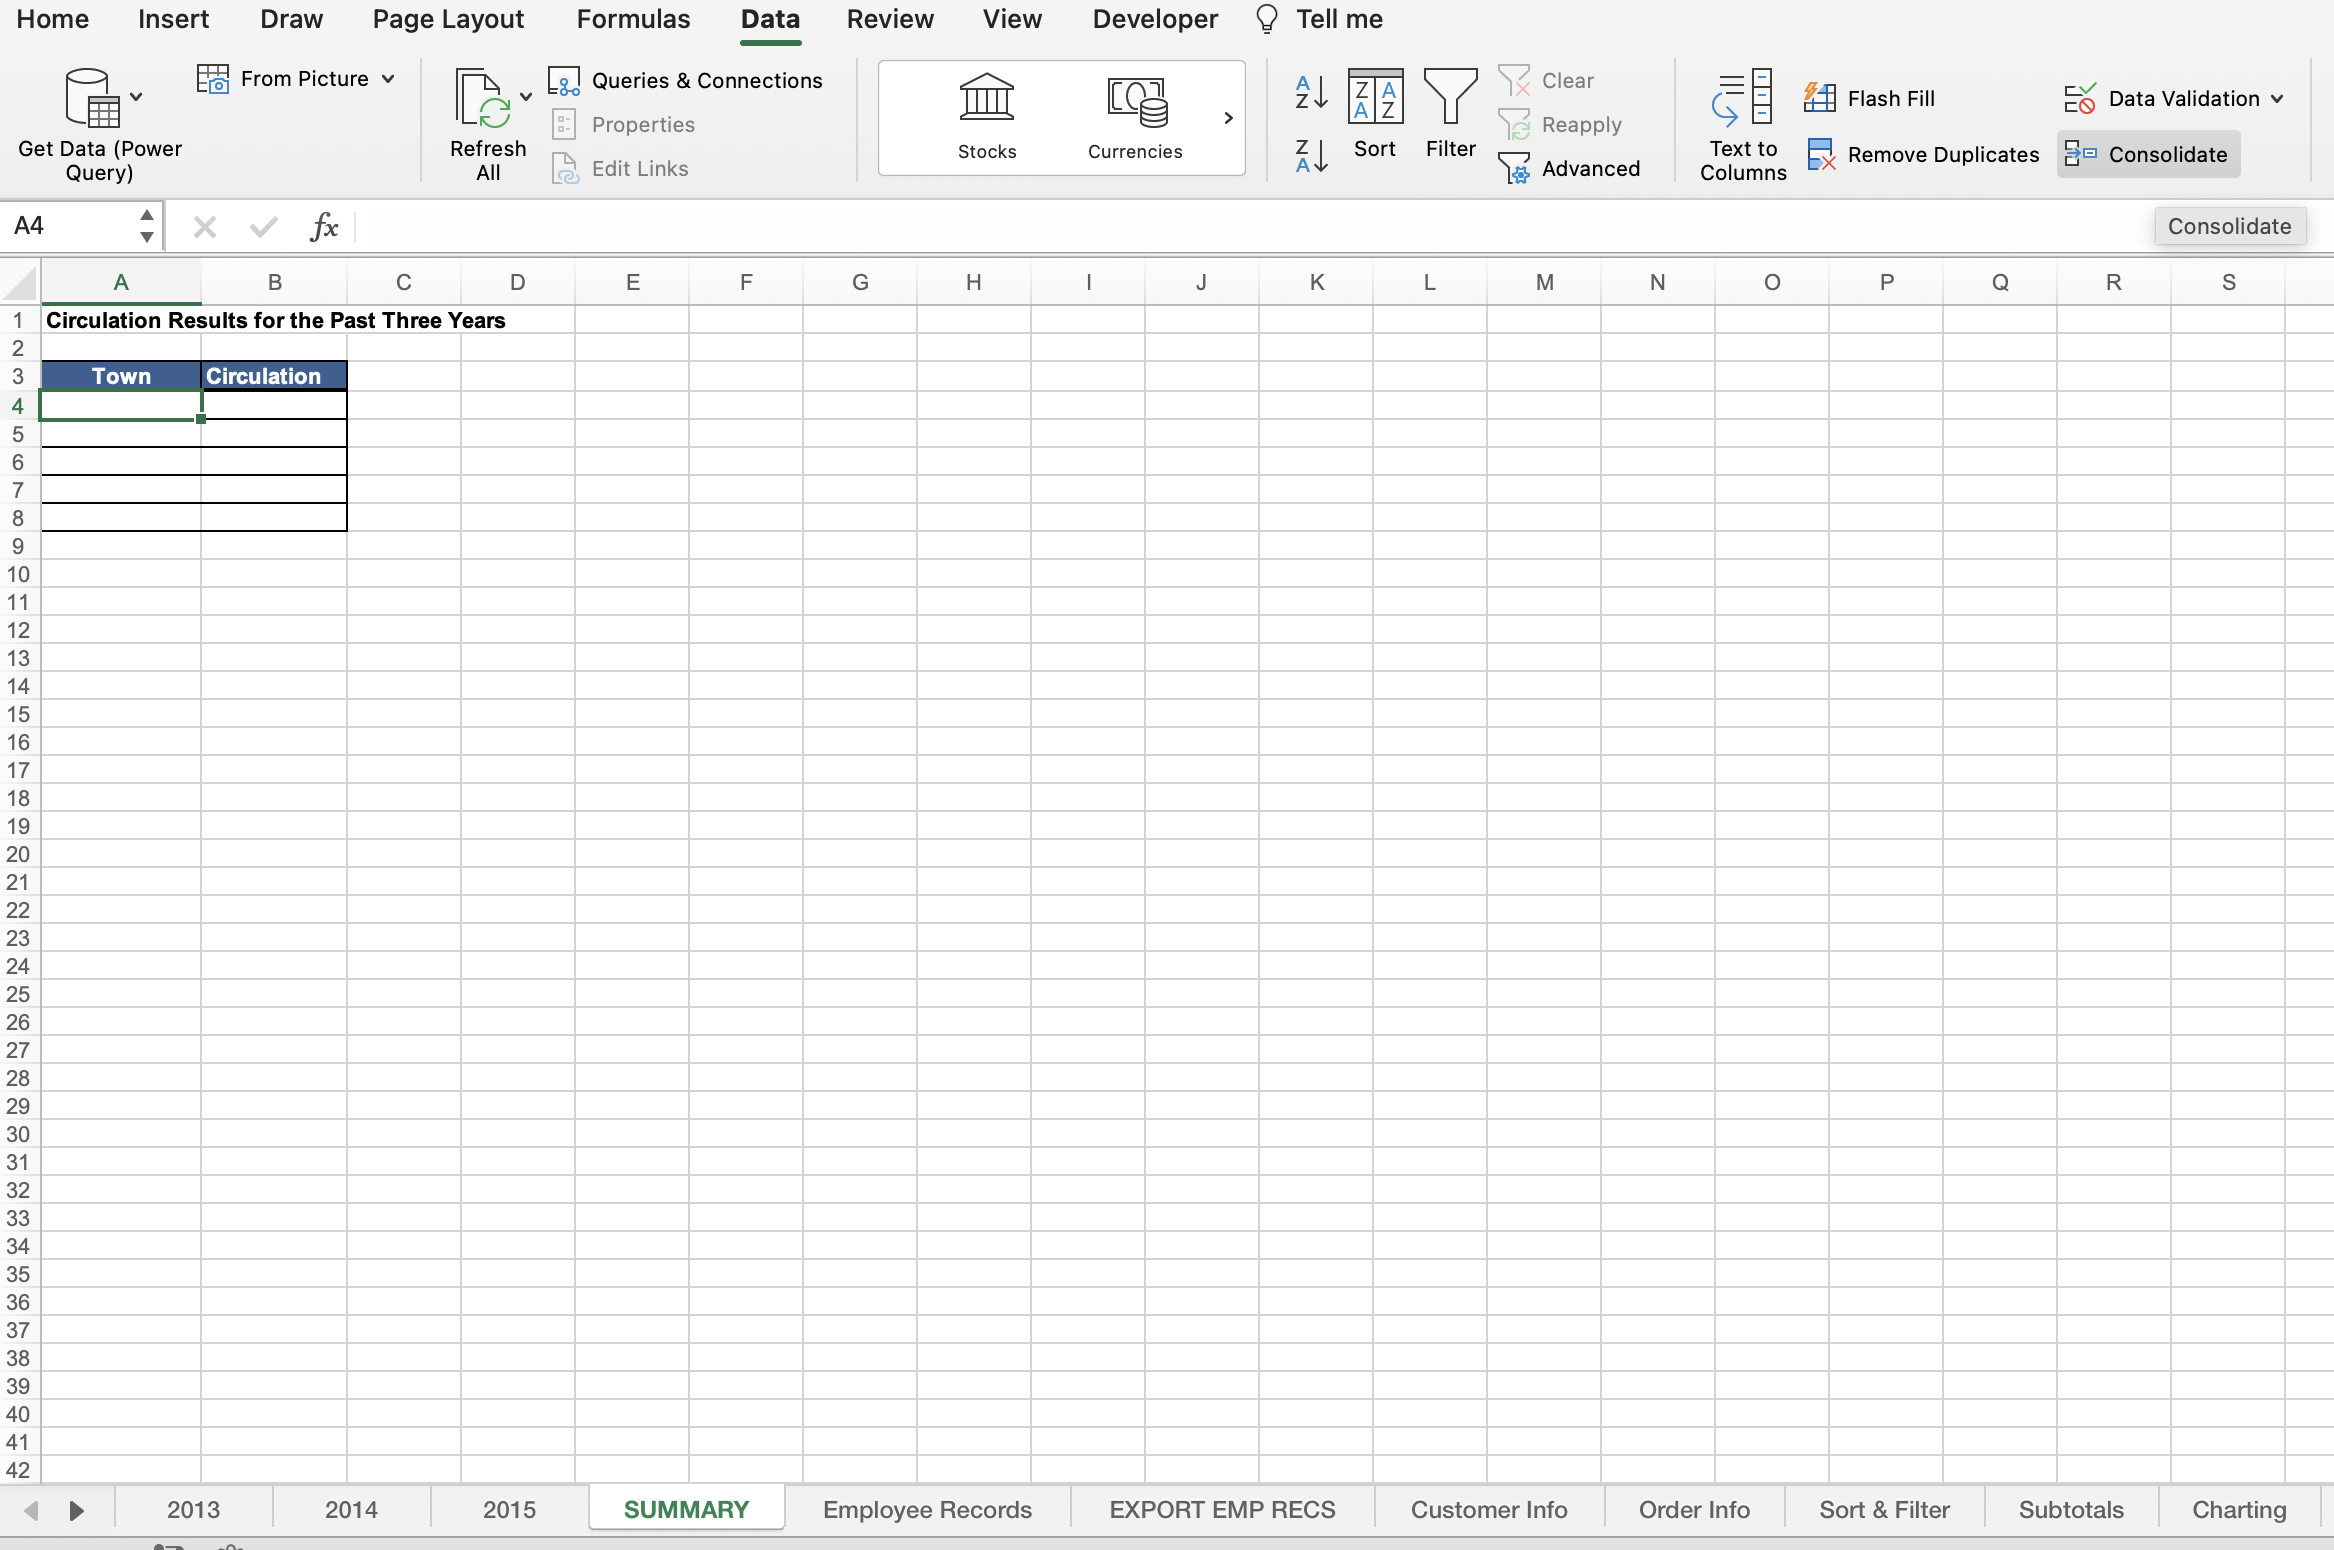 Home Insert Draw Page Layout Formulas Data Review View Developer Tell me
Get Data (Power Query)
From Picture
Refresh All
Queries & Connections
Properties
Edit Links
Stocks
Currencies
Sort
Filter
Clear
Reapply
Advanced
Text to Columns
Flash Fill
Remove Duplicates
Data Validation
Consolidate
A4
fx
Consolidate
A B C D E F G H I J K L M N O P Q R S
1 Circulation Results for the Past Three Years
2
3 Town Circulation
4
5
6
7
8
9
10
11
12
13
14
15
16
17
18
19
20
21
22
23
24
25
26
27
28
29
30
31
32
33
34
35
36
37
38
39
40
41
42
2013 2014 2015 SUMMARY Employee Records EXPORT EMP RECS Customer Info Order Info Sort & Filter Subtotals Charting